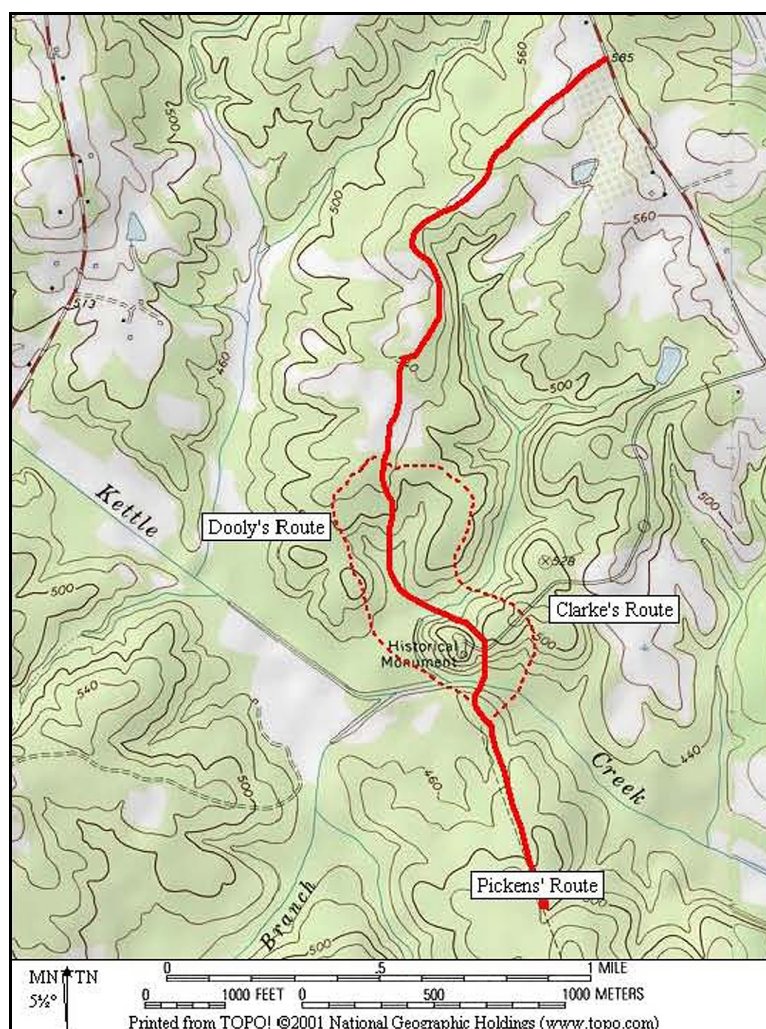 585
560
500
500
560
513
460
500
Kettle
500
Dooly's Route
528
500
Clarke's Route
500
Historical
Monument
540
440
Creek
460
500
Pickens' Route
Branch
500
MN TN
5½°
0 .5 1 MILE
0 1000 FEET 0 500 1000 METERS
Printed from TOPO! ©2001 National Geographic Holdings (www.topo.com)